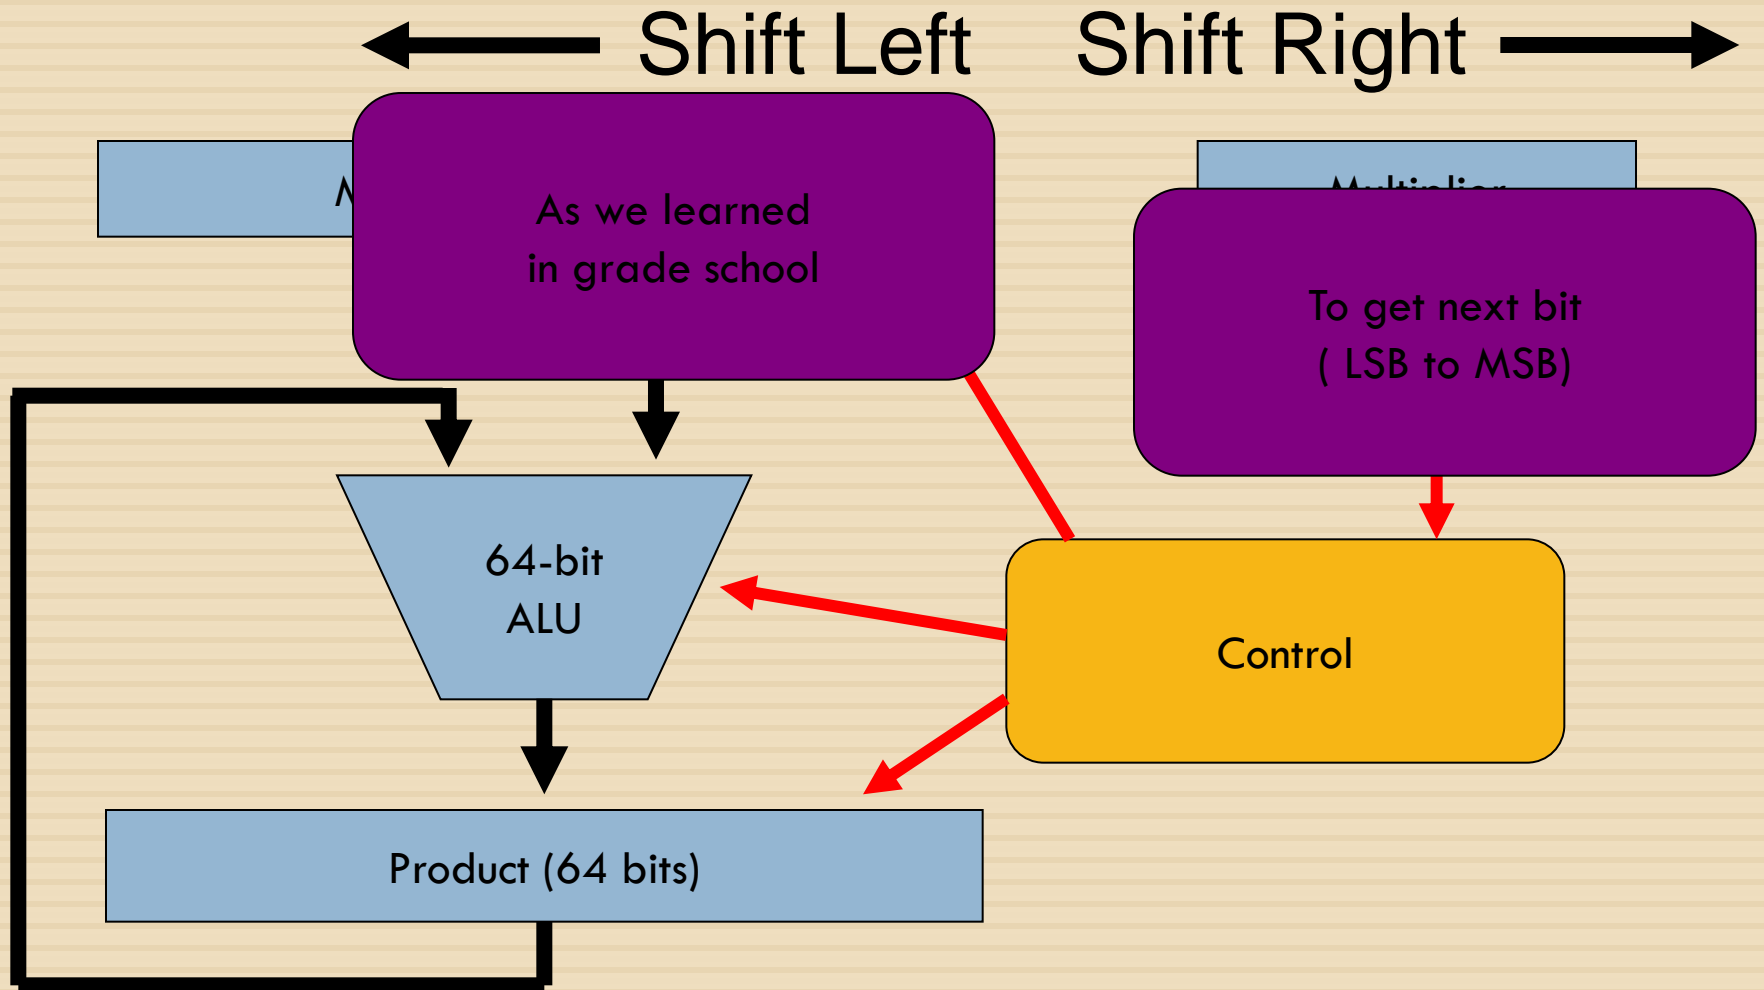 Shift Left
Shift Right
As we learned
in grade school
Multiplier
To get next bit
( LSB to MSB)
64-bit
ALU
Control
Product (64 bits)